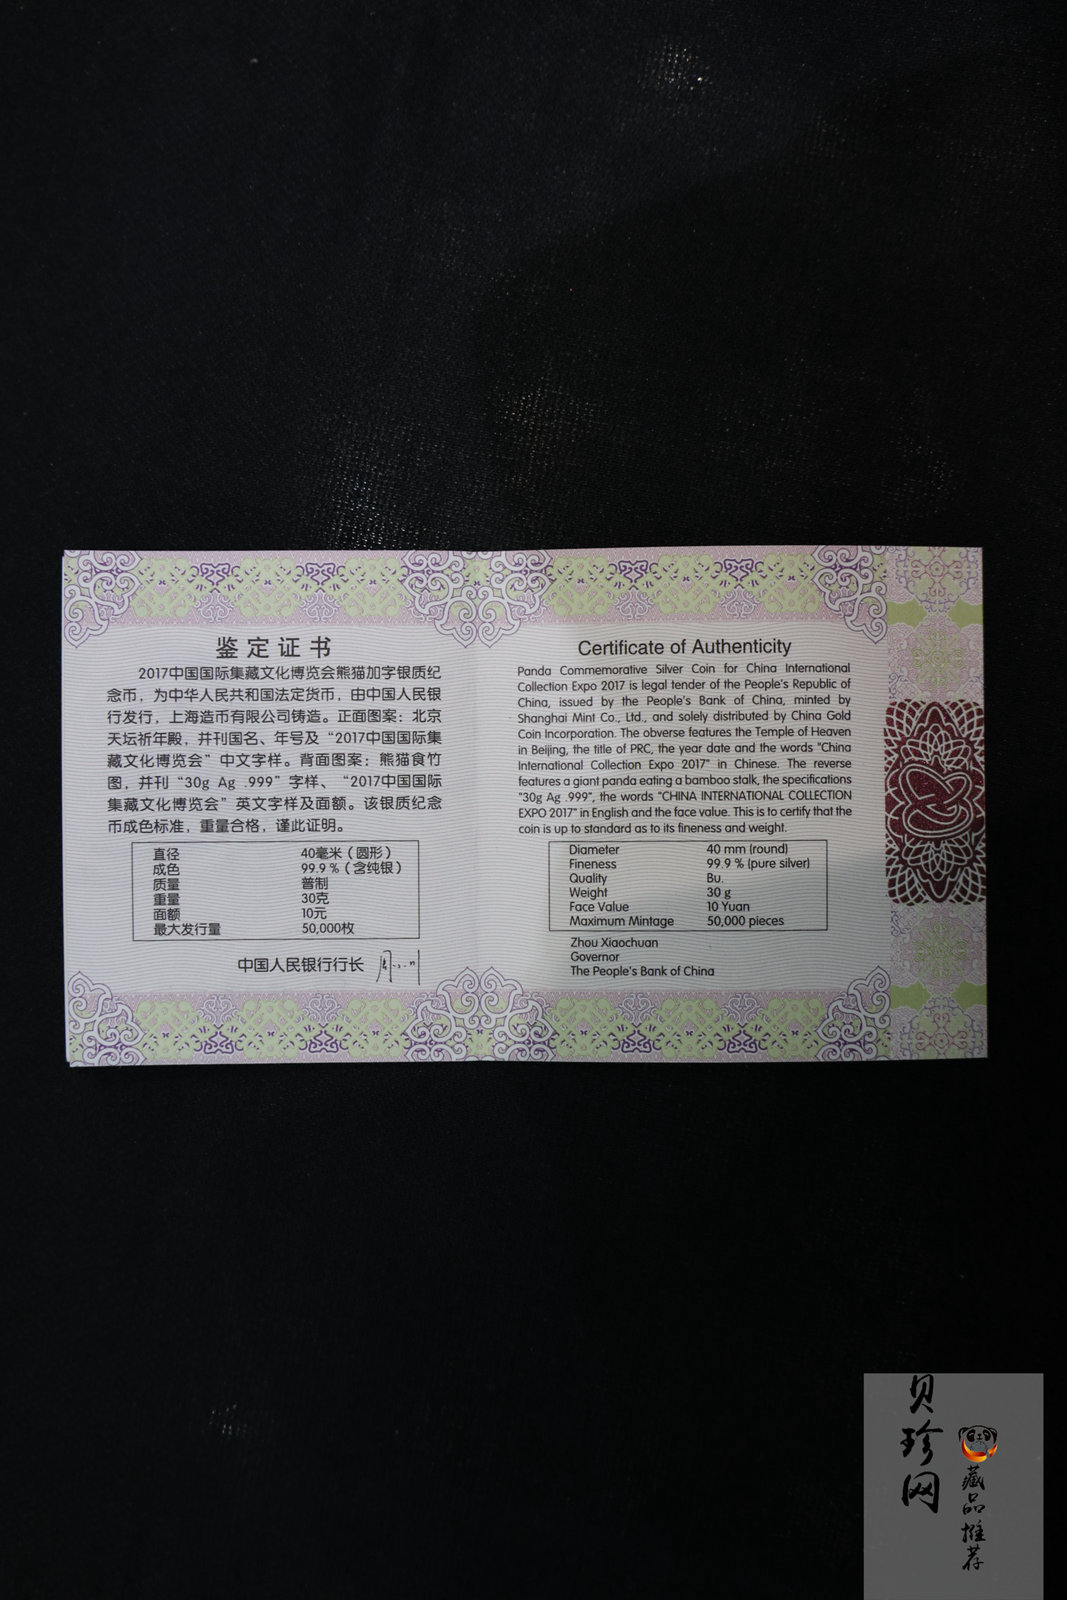 鉴定证书
2017中国国际集藏文化博览会熊猫加字银质纪
念币，为中华人民共和国法定货币，由中国人民银
行发行，上海造币有限公司铸造。正面图案：北京
天坛祈年殿，并刊国名、年号及“2017中国国际集
藏文化博览会”中文字样。背面图案：熊猫食竹
图，并刊“30g Ag .999”字样、“2017中国国际
集藏文化博览会”英文字样及面额。该银质纪念
币成色标准，重量合格，谨此证明。
直径 40毫米（圆形）
成色 99.9％（含纯银）
质量 普制
重量 30克
面额 10元
最大发行量 50,000枚
中国人民银行行长
Certificate of Authenticity
Panda Commemorative Silver Coin for China International
Collection Expo 2017 is legal tender of the People's Republic of
China, issued by the People's Bank of China, minted by
Shanghai Mint Co., Ltd., and solely distributed by China Gold
Coin Incorporation. The obverse features the Temple of Heaven
in Beijing, the title of PRC, the year date and the words "China
International Collection Expo 2017" in Chinese. The reverse
features a giant panda eating a bamboo stalk, the specifications
"30g Ag .999", the words "CHINA INTERNATIONAL COLLECTION
EXPO 2017" in English and the face value. This is to certify that the
coin is up to standard as to its fineness and weight.
Diameter 40 mm (round)
Fineness 99.9 % (pure silver)
Quality Bu.
Weight 30 g
Face Value 10 Yuan
Maximum Mintage 50,000 pieces
Zhou Xiaochuan
Governor
The People's Bank of China
贝珍网
藏品推荐